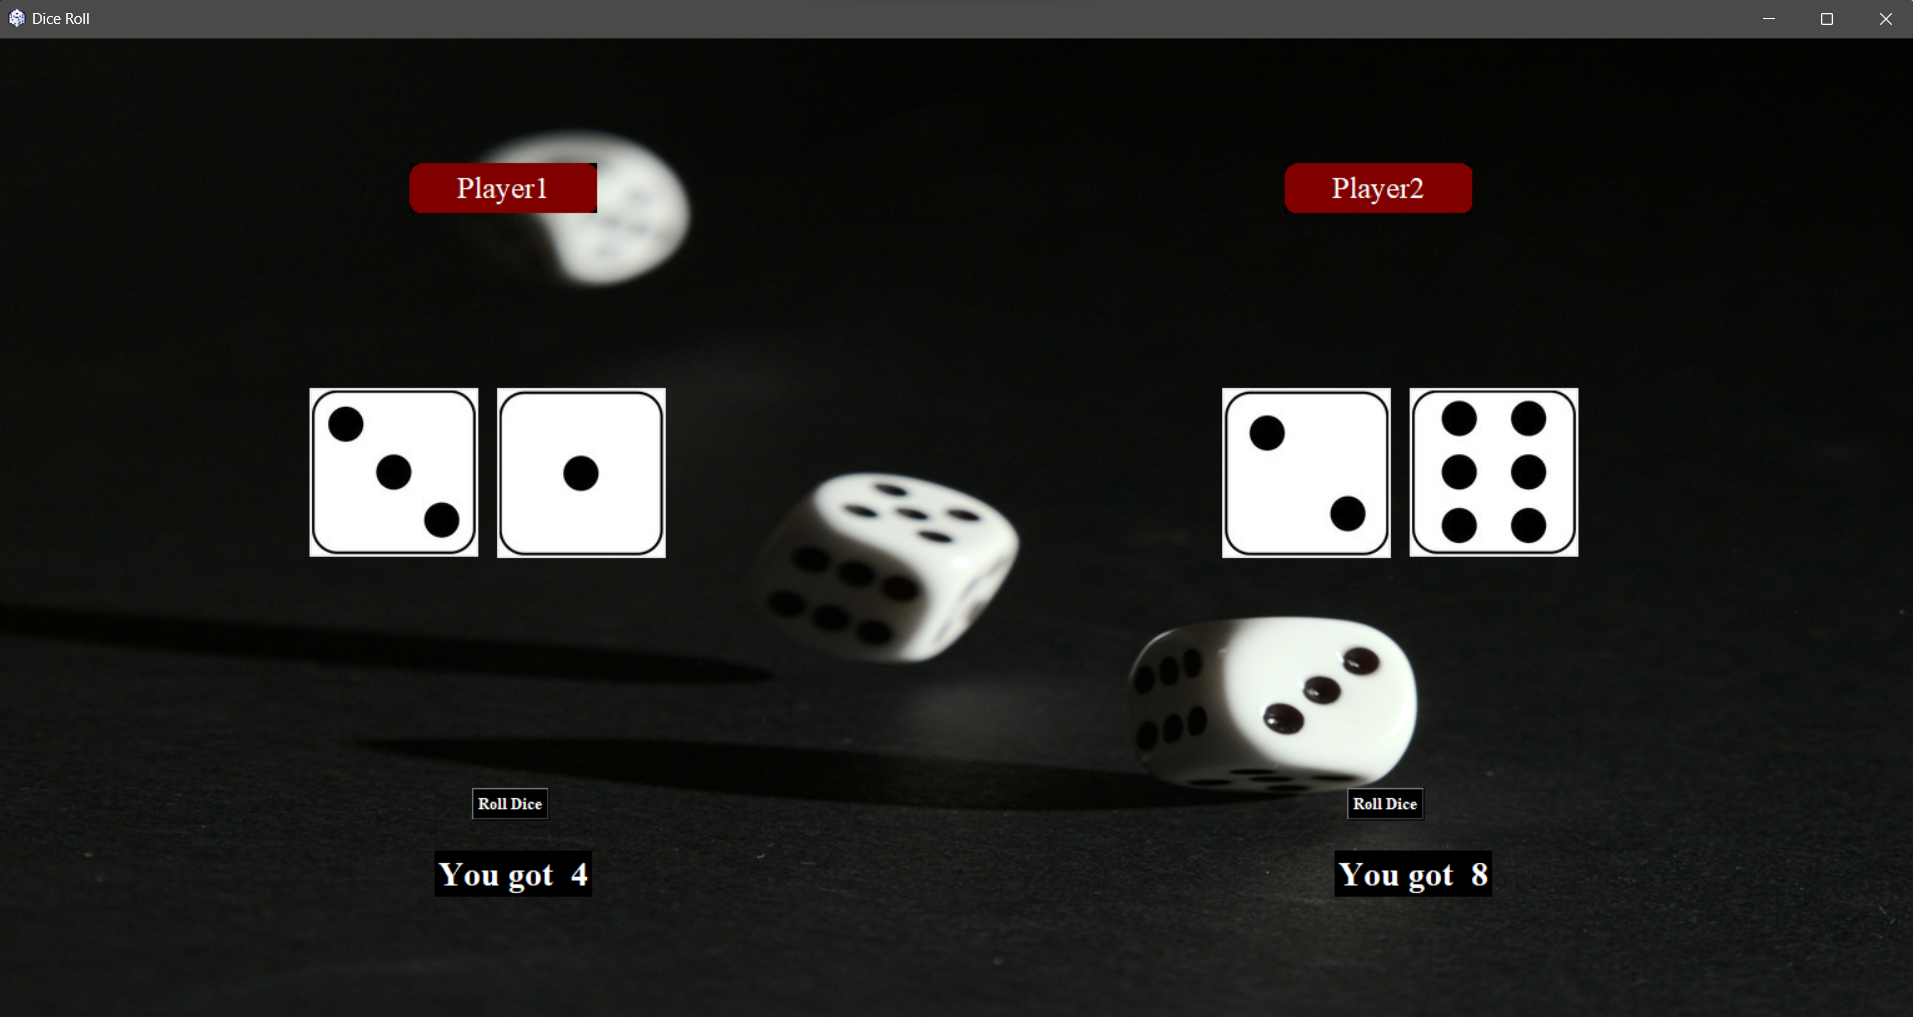 Dice Roll
Player1
Player2
Roll Dice
Roll Dice
You got 4
You got 8